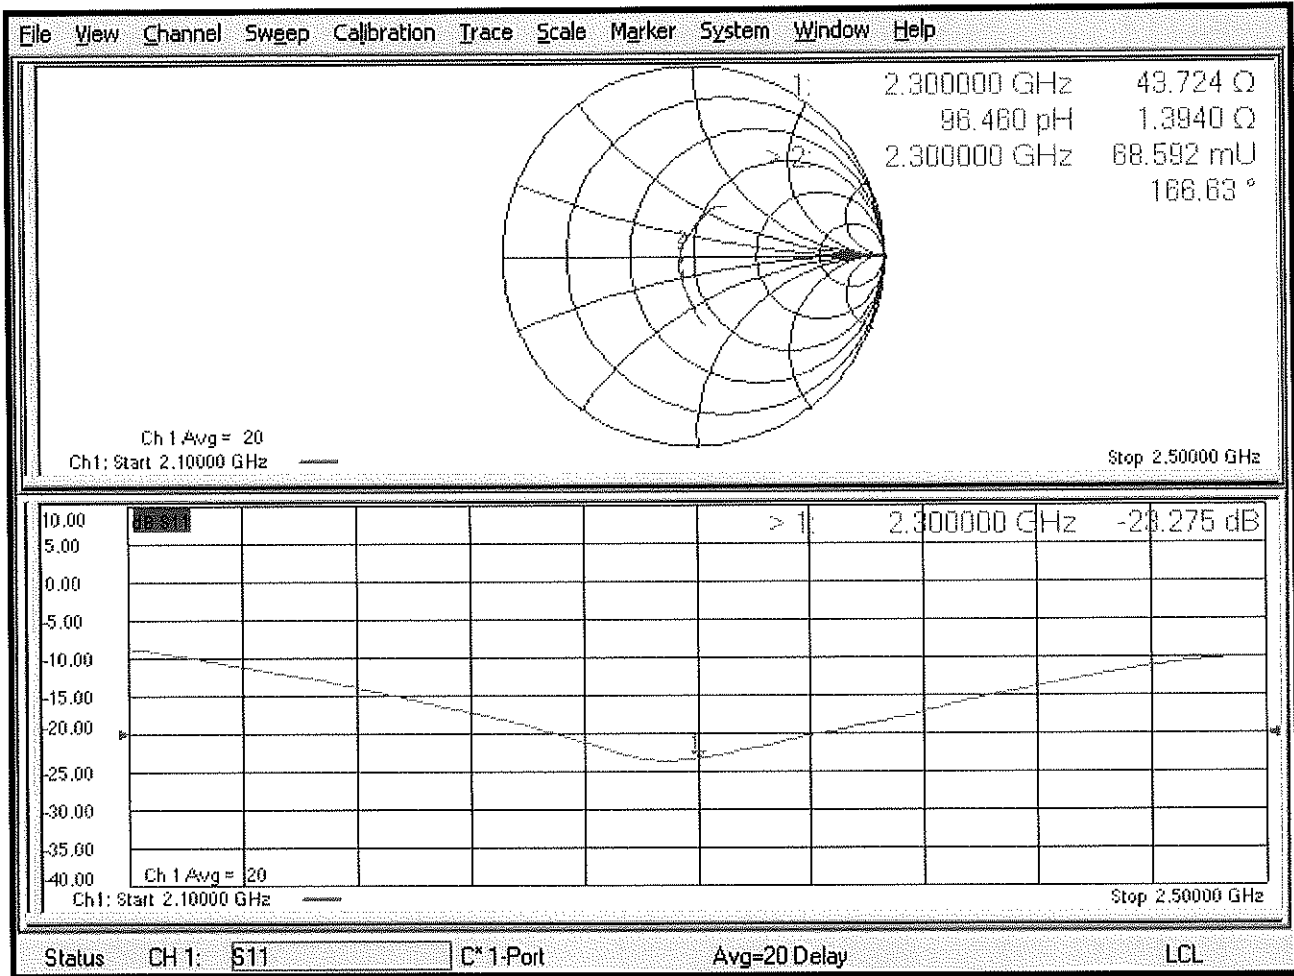 File View Channel Sweep Calibration Trace Scale Marker System Window Help
1: 2.300000 GHz 43.724 Ω
96.460 pH 1.3940 Ω
> 2: 2.300000 GHz 68.592 mU
166.63 °
Ch 1 Avg = 20
Ch1: Start 2.10000 GHz
Stop 2.50000 GHz
10.00
dB S11
> 1: 2.300000 GHz -23.275 dB
5.00
0.00
-5.00
-10.00
-15.00
-20.00
-25.00
-30.00
-35.00
-40.00
1
Ch 1 Avg = 20
Ch1: Start 2.10000 GHz
Stop 2.50000 GHz
Status CH 1: S11 C* 1-Port Avg=20 Delay LCL